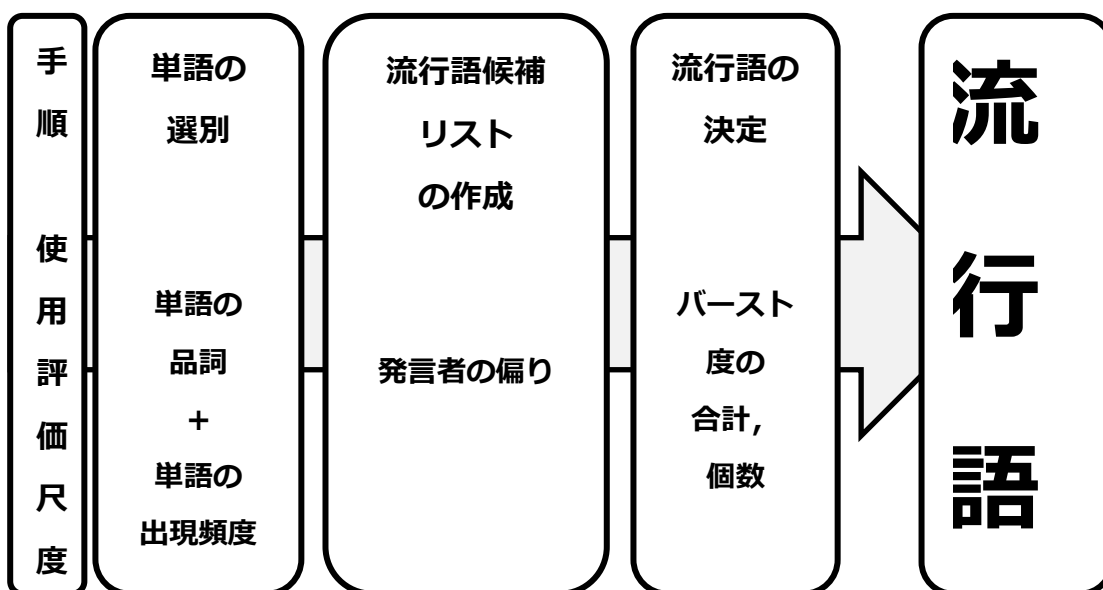 手順
使用評価尺度
単語の
選別
単語の
品詞
+
単語の
出現頻度
流行語候補
リスト
の作成
発言者の偏り
流行語の
決定
バースト
度の
合計,
個数
流行語